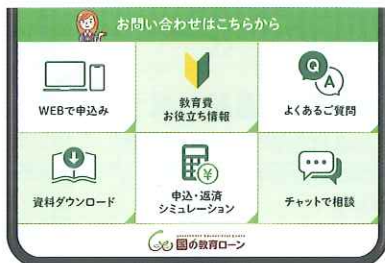 お問い合わせはこちらから
WEBで申込み
教育費
お役立ち情報
Q
A
よくあるご質問
資料ダウンロード
¥
申込・返済
シミュレーション
チャットで相談
国の教育ローン